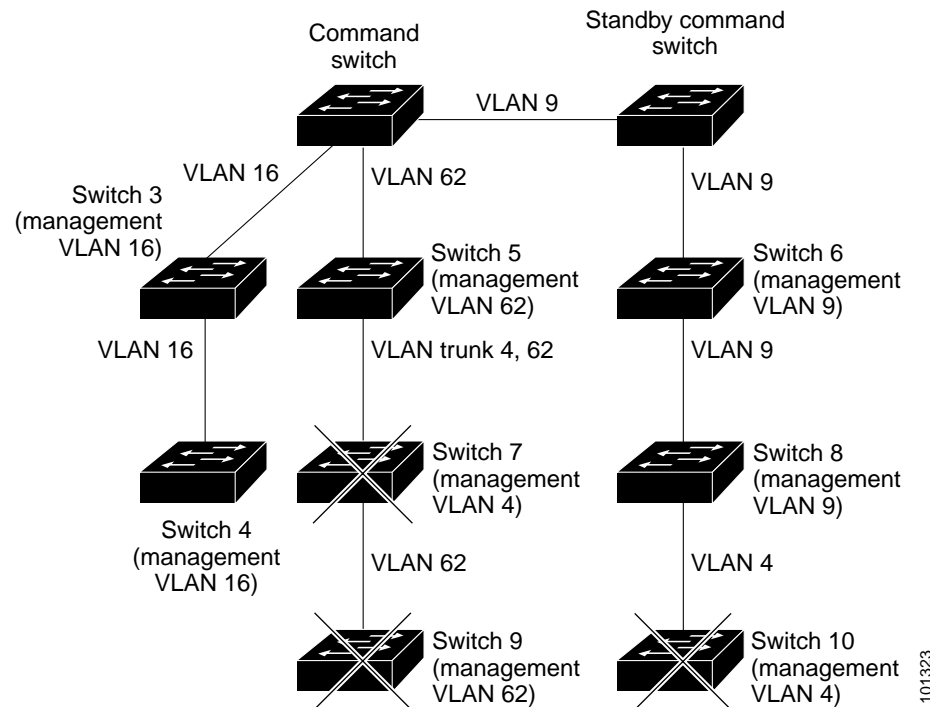 Command
switch
Standby command
switch
VLAN 9
VLAN 16
VLAN 62
VLAN 9
Switch 3
(management
VLAN 16)
Switch 5
(management
VLAN 62)
Switch 6
(management
VLAN 9)
VLAN 16
VLAN trunk 4, 62
VLAN 9
Switch 4
(management
VLAN 16)
Switch 7
(management
VLAN 4)
Switch 8
(management
VLAN 9)
VLAN 62
VLAN 4
Switch 9
(management
VLAN 62)
Switch 10
(management
VLAN 4)
101323